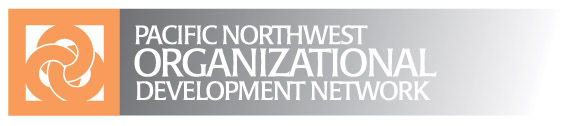 PACIFIC NORTHWEST
ORGANIZATIONAL
DEVELOPMENT NETWORK